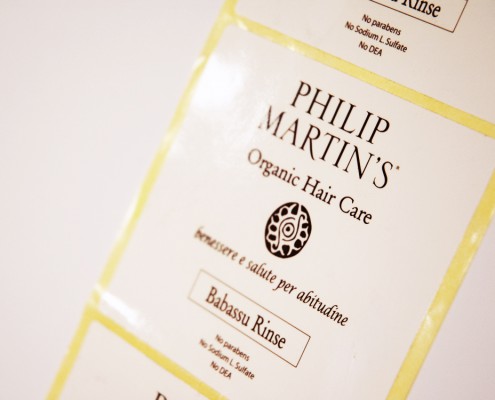 Rinse
No parabens
No Sodium L. Sulfate
No DEA
PHILIP
MARTIN'S
Organic Hair Care
benessere e salute per abitudine
Babassu Rinse
No parabens
No Sodium L. Sulfate
No DEA